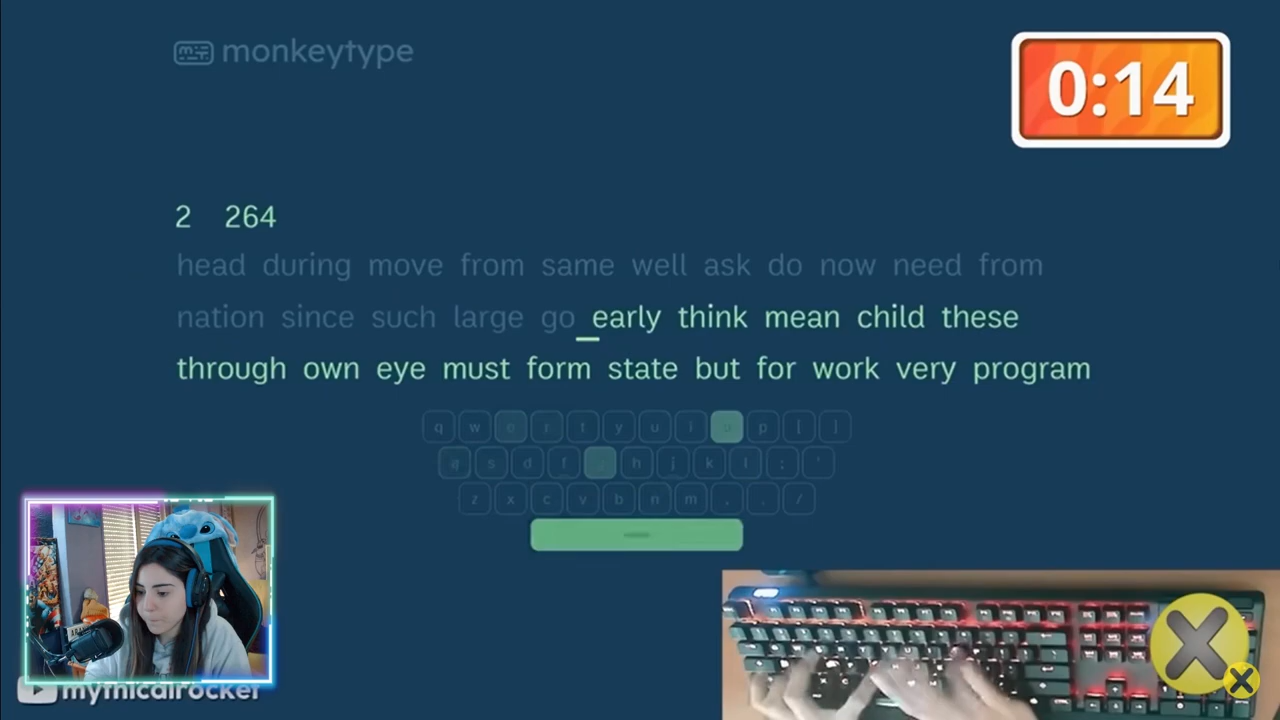 monkeytype
0:14
2 264
head during move from same well ask do now need from
nation since such large go early think mean child these
through own eye must form state but for work very program
q w e r t y u i o p [ ]
a s d f g h j k l ; '
z x c v b n m , . /
mythicalrocket